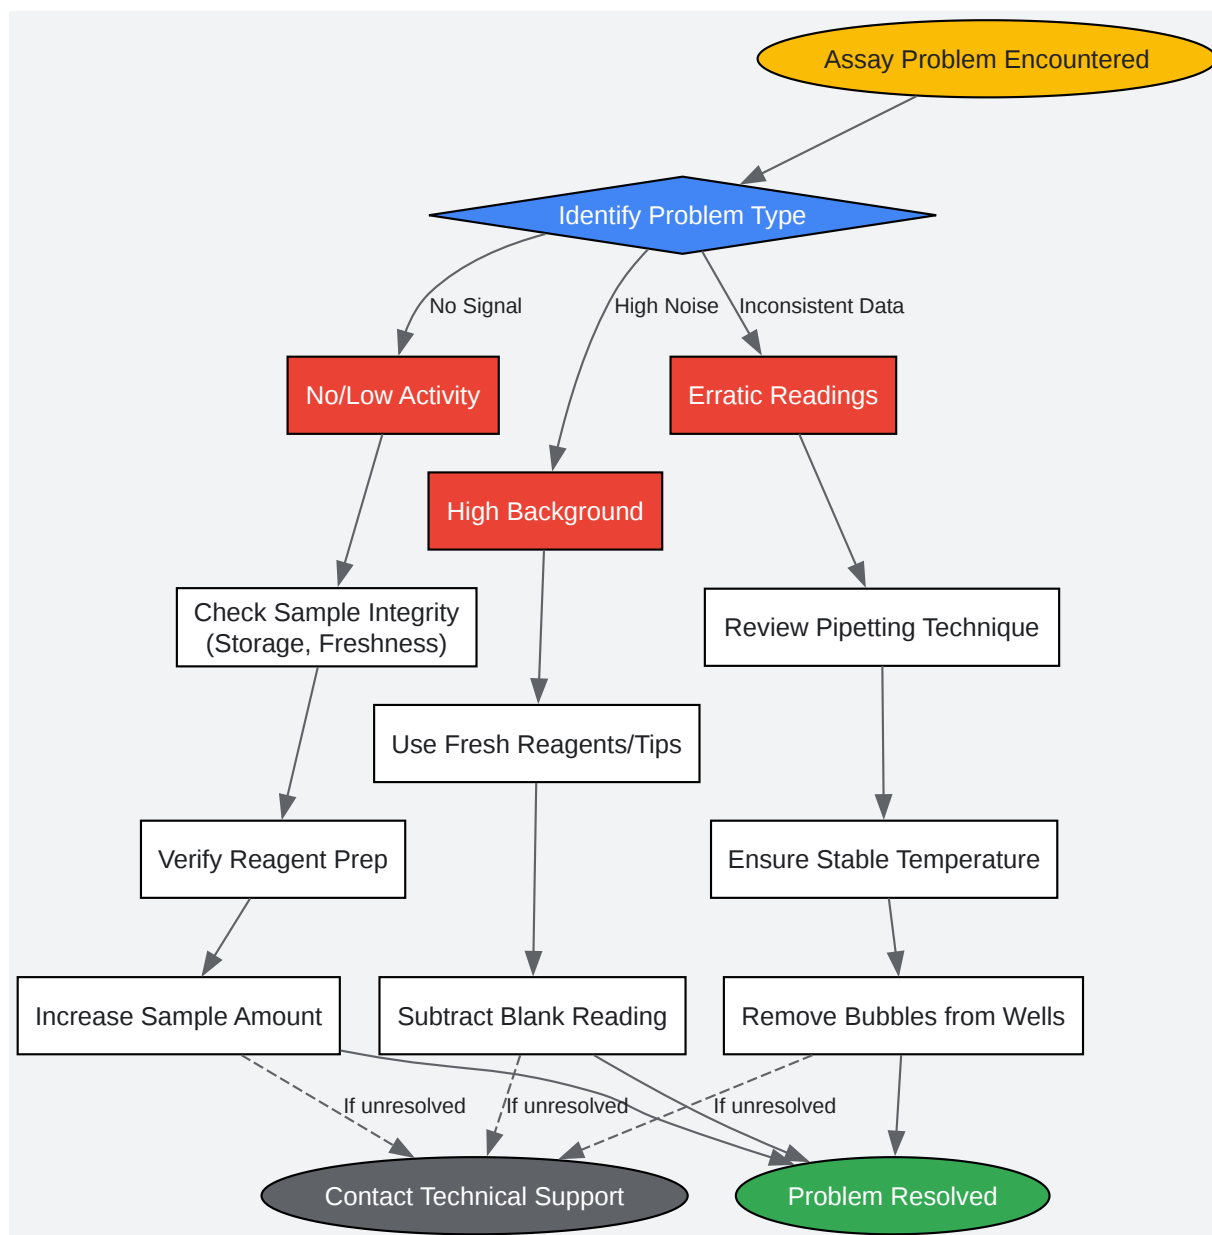 Assay Problem Encountered
Identify Problem Type
No Signal
High Noise
Inconsistent Data
No/Low Activity
Erratic Readings
High Background
Check Sample Integrity
(Storage, Freshness)
Review Pipetting Technique
Use Fresh Reagents/Tips
Verify Reagent Prep
Ensure Stable Temperature
Increase Sample Amount
Subtract Blank Reading
Remove Bubbles from Wells
If unresolved
If unresolved
If unresolved
Contact Technical Support
Problem Resolved